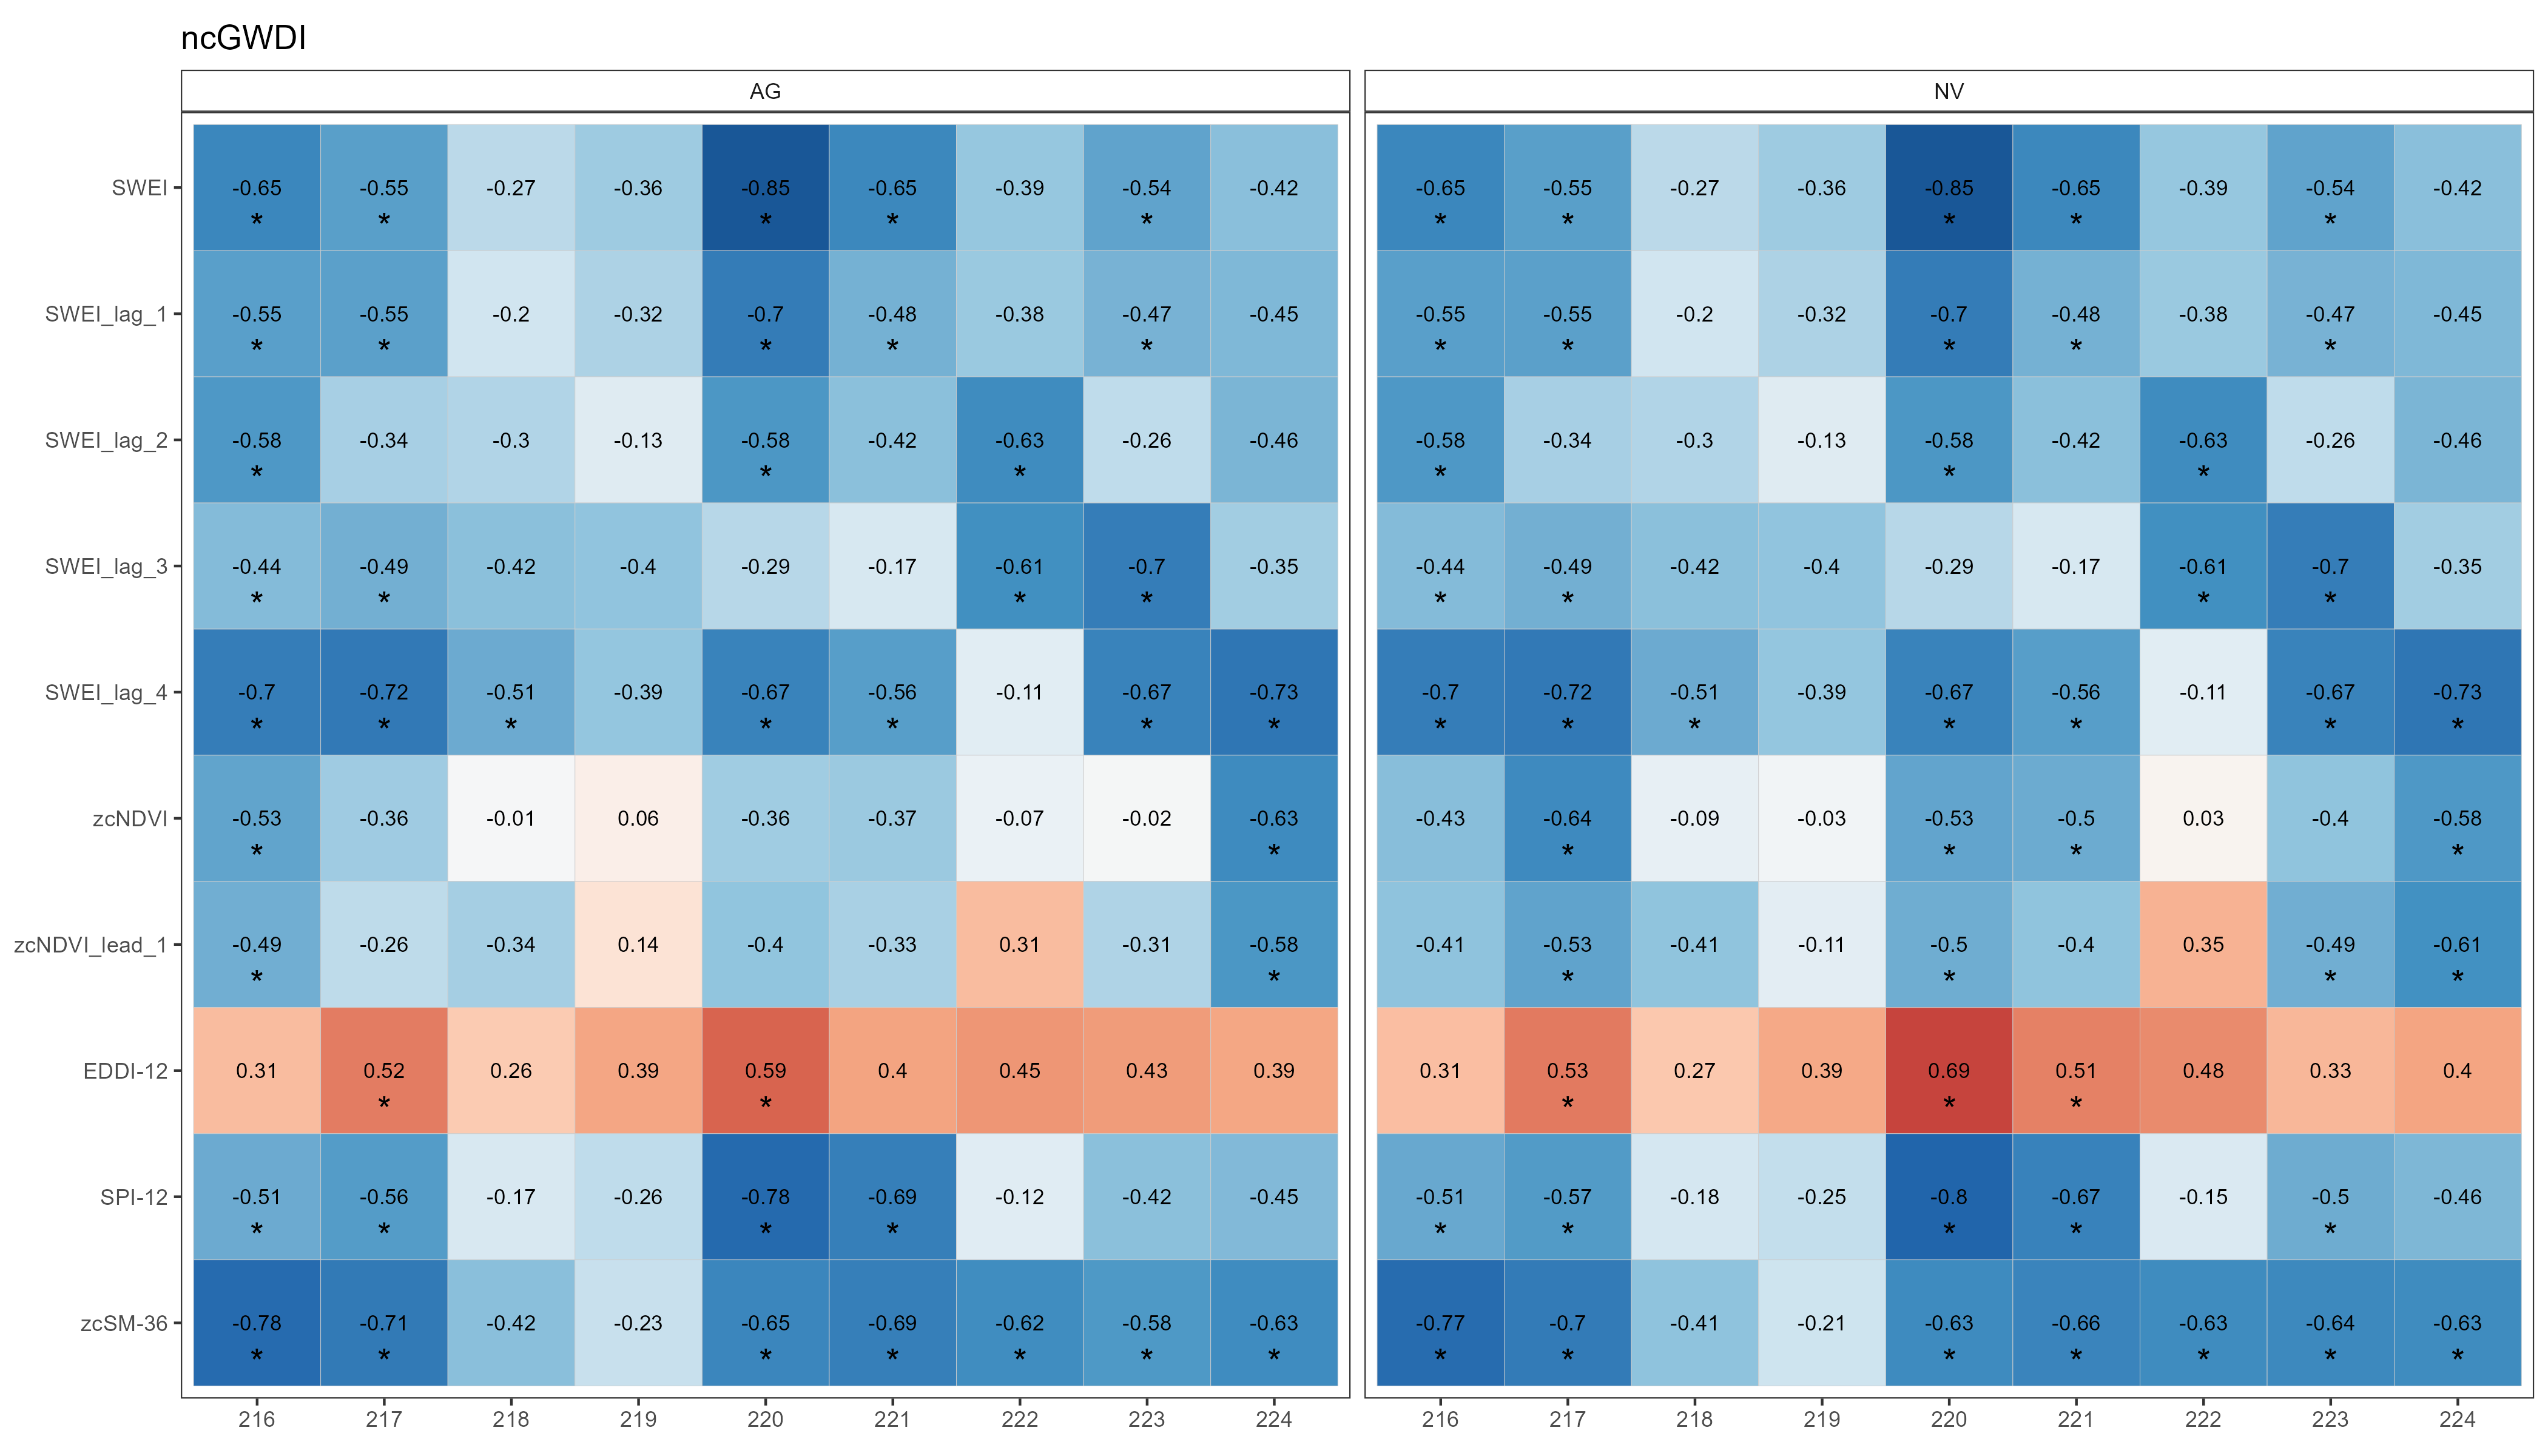 ncGWDI
AG NV
SWEI -0.65 -0.55 -0.27 -0.36 -0.85 -0.65 -0.39 -0.54 -0.42 -0.65 -0.55 -0.27 -0.36 -0.85 -0.65 -0.39 -0.54 -0.42
* * * * * * * * * *
SWEI_lag_1 -0.55 -0.55 -0.2 -0.32 -0.7 -0.48 -0.38 -0.47 -0.45 -0.55 -0.55 -0.2 -0.32 -0.7 -0.48 -0.38 -0.47 -0.45
* * * * * * * * * *
SWEI_lag_2 -0.58 -0.34 -0.3 -0.13 -0.58 -0.42 -0.63 -0.26 -0.46 -0.58 -0.34 -0.3 -0.13 -0.58 -0.42 -0.63 -0.26 -0.46
* * * * * *
SWEI_lag_3 -0.44 -0.49 -0.42 -0.4 -0.29 -0.17 -0.61 -0.7 -0.35 -0.44 -0.49 -0.42 -0.4 -0.29 -0.17 -0.61 -0.7 -0.35
* * * * * * * *
SWEI_lag_4 -0.7 -0.72 -0.51 -0.39 -0.67 -0.56 -0.11 -0.67 -0.73 -0.7 -0.72 -0.51 -0.39 -0.67 -0.56 -0.11 -0.67 -0.73
* * * * * * * * * * * * * *
zcNDVI -0.53 -0.36 -0.01 0.06 -0.36 -0.37 -0.07 -0.02 -0.63 -0.43 -0.64 -0.09 -0.03 -0.53 -0.5 0.03 -0.4 -0.58
* * * * * *
zcNDVI_lead_1 -0.49 -0.26 -0.34 0.14 -0.4 -0.33 0.31 -0.31 -0.58 -0.41 -0.53 -0.41 -0.11 -0.5 -0.4 0.35 -0.49 -0.61
* * * * * *
EDDI-12 0.31 0.52 0.26 0.39 0.59 0.4 0.45 0.43 0.39 0.31 0.53 0.27 0.39 0.69 0.51 0.48 0.33 0.4
* * * * *
SPI-12 -0.51 -0.56 -0.17 -0.26 -0.78 -0.69 -0.12 -0.42 -0.45 -0.51 -0.57 -0.18 -0.25 -0.8 -0.67 -0.15 -0.5 -0.46
* * * * * * * * *
zcSM-36 -0.78 -0.71 -0.42 -0.23 -0.65 -0.69 -0.62 -0.58 -0.63 -0.77 -0.7 -0.41 -0.21 -0.63 -0.66 -0.63 -0.64 -0.63
* * * * * * * * * * * * * *
216 217 218 219 220 221 222 223 224 216 217 218 219 220 221 222 223 224